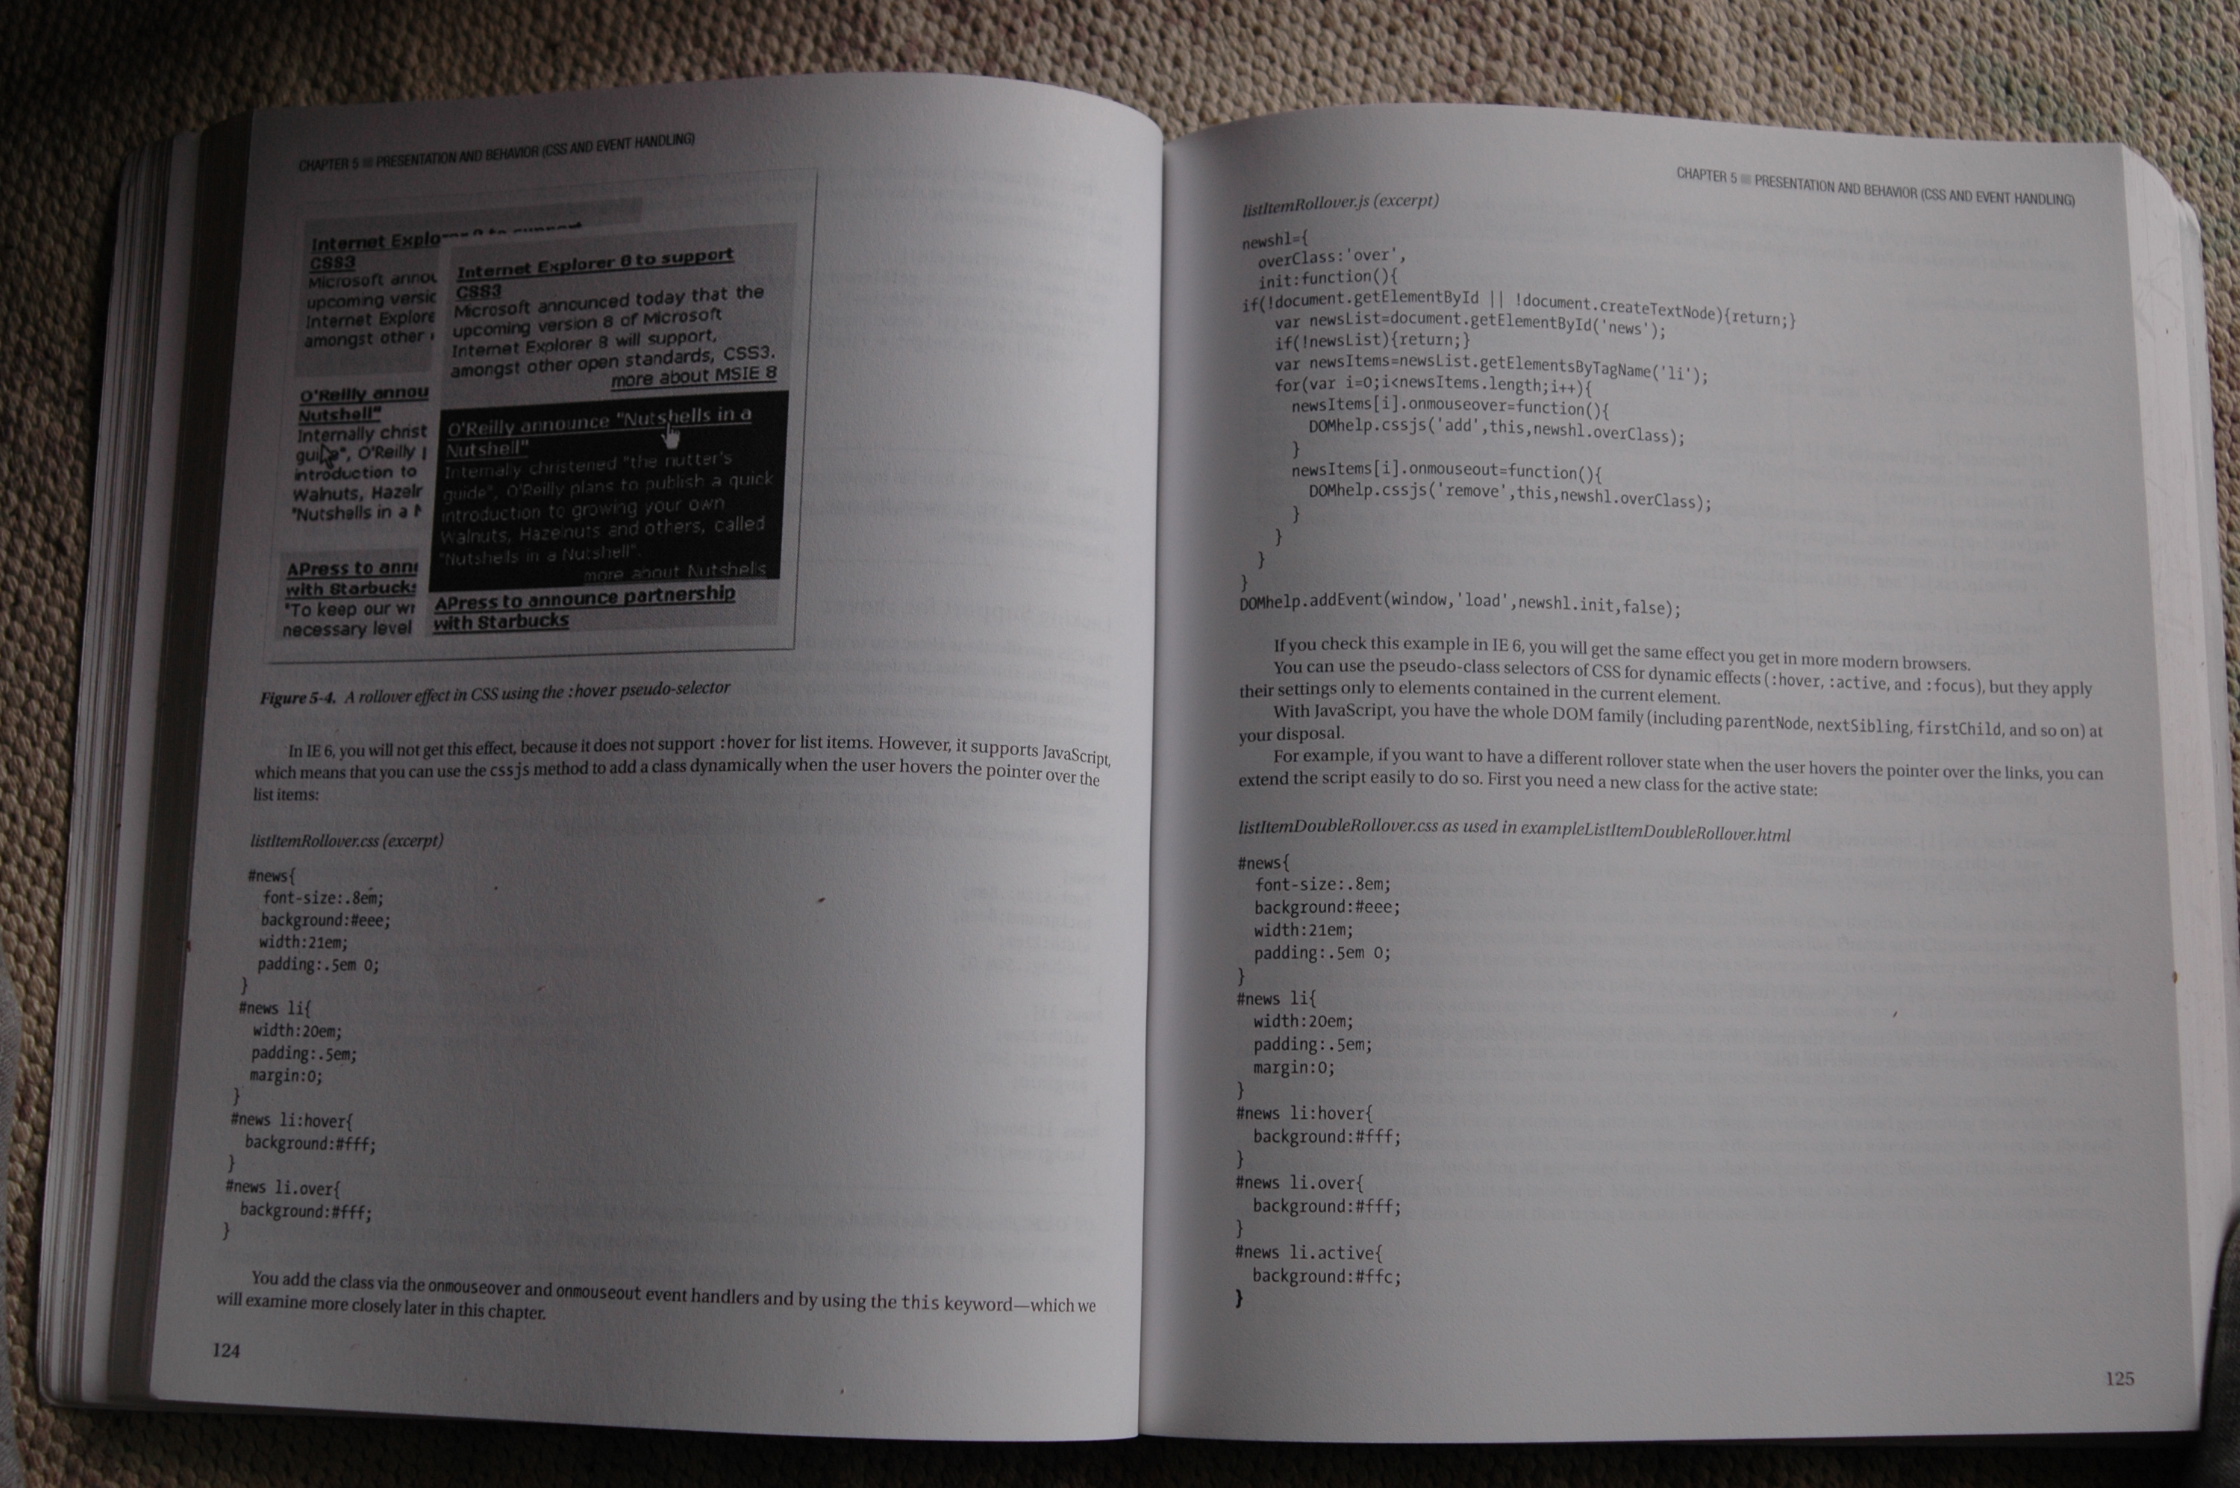 CHAPTER 5 ■ PRESENTATION AND BEHAVIOR (CSS AND EVENT HANDLING)
Internet Explo
CSS3
Microsoft annou
upcoming versic
Internet Explore
amongst other
O'Reilly annou
Nutshell"
Internally christ
O'Reilly
introduction to
Walnuts, Hazelr
"Nutshells in a
APress to ann
with Starbucks
"To keep our wr
necessary level
Internet Explorer 8 to support
CSS3
Microsoft announced today that the
upcoming version 8 of Microsoft
Internet Explorer 8 will support,
amongst other open standards, CSS3.
more about MSIE 8
O'Reilly announce "Nutshells in a
Nutshell"
Internally christened "the nutter's
guide", O'Reilly plans to publish a quick
introduction to growing your own
Walnuts, Hazenuts and others, called
"Nutshells in a Nutshell".
more about Nutshells
APress to announce partnership
with Starbucks
Figure 5-4. A rollover effect in CSS using the :hover pseudo-selector
In IE 6, you will not get this effect, because it does not support :hover for list items. However, it supports JavaScript,
which means that you can use the cssjs method to add a class dynamically when the user hovers the pointer over the
list items:
listItemRollover.css (excerpt)
#news{
font-size:.8em;
background:#eee;
width:21em;
padding:.5em 0;
}
#news li{
width:20em;
padding:.5em;
margin:0;
}
#news li:hover{
background:#fff;
}
#news li.over{
background:#fff;
}
You add the class via the onmouseover and onmouseout event handlers and by using the this keyword—which we
will examine more closely later in this chapter.
124
CHAPTER 5 ■ PRESENTATION AND BEHAVIOR (CSS AND EVENT HANDLING)
listItemRollover.js (excerpt)
newshl={
overClass:'over',
init:function(){
if(!document.getElementById || !document.createTextNode){return;}
var newsList=document.getElementById('news');
if(!newsList){return;}
var newsItems=newsList.getElementsByTagName('li');
for(var i=0;i<newsItems.length;i++){
newsItems[i].onmouseover=function(){
DOMhelp.cssjs('add',this,newshl.overClass);
}
newsItems[i].onmouseout=function(){
DOMhelp.cssjs('remove',this,newshl.overClass);
}
}
}
}
DOMhelp.addEvent(window,'load',newshl.init,false);
If you check this example in IE 6, you will get the same effect you get in more modern browsers.
You can use the pseudo-class selectors of CSS for dynamic effects (:hover, :active, and :focus), but they apply
their settings only to elements contained in the current element.
With JavaScript, you have the whole DOM family (including parentNode, nextSibling, firstChild, and so on) at
your disposal.
For example, if you want to have a different rollover state when the user hovers the pointer over the links, you can
extend the script easily to do so. First you need a new class for the active state:
listItemDoubleRollover.css as used in exampleListItemDoubleRollover.html
#news{
font-size:.8em;
background:#eee;
width:21em;
padding:.5em 0;
}
#news li{
width:20em;
padding:.5em;
margin:0;
}
#news li:hover{
background:#fff;
}
#news li.over{
background:#fff;
}
#news li.active{
background:#ffc;
}
125